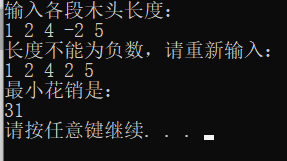 输入各段木头长度：
1 2 4 -2 5
长度不能为负数，请重新输入：
1 2 4 2 5
最小花销是：
31
请按任意键继续. . .